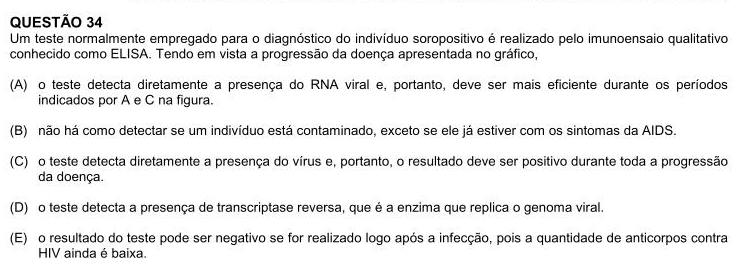 QUESTÃO 34
Um teste normalmente empregado para o diagnóstico do indivíduo soropositivo é realizado pelo imunoensaio qualitativo
conhecido como ELISA. Tendo em vista a progressão da doença apresentada no gráfico,
(A) o teste detecta diretamente a presença do RNA viral e, portanto, deve ser mais eficiente durante os períodos
indicados por A e C na figura.
(B) não há como detectar se um indivíduo está contaminado, exceto se ele já estiver com os sintomas da AIDS.
(C) o teste detecta diretamente a presença do vírus e, portanto, o resultado deve ser positivo durante toda a progressão
da doença.
(D) o teste detecta a presença de transcriptase reversa, que é a enzima que replica o genoma viral.
(E) o resultado do teste pode ser negativo se for realizado logo após a infecção, pois a quantidade de anticorpos contra
HIV ainda é baixa.